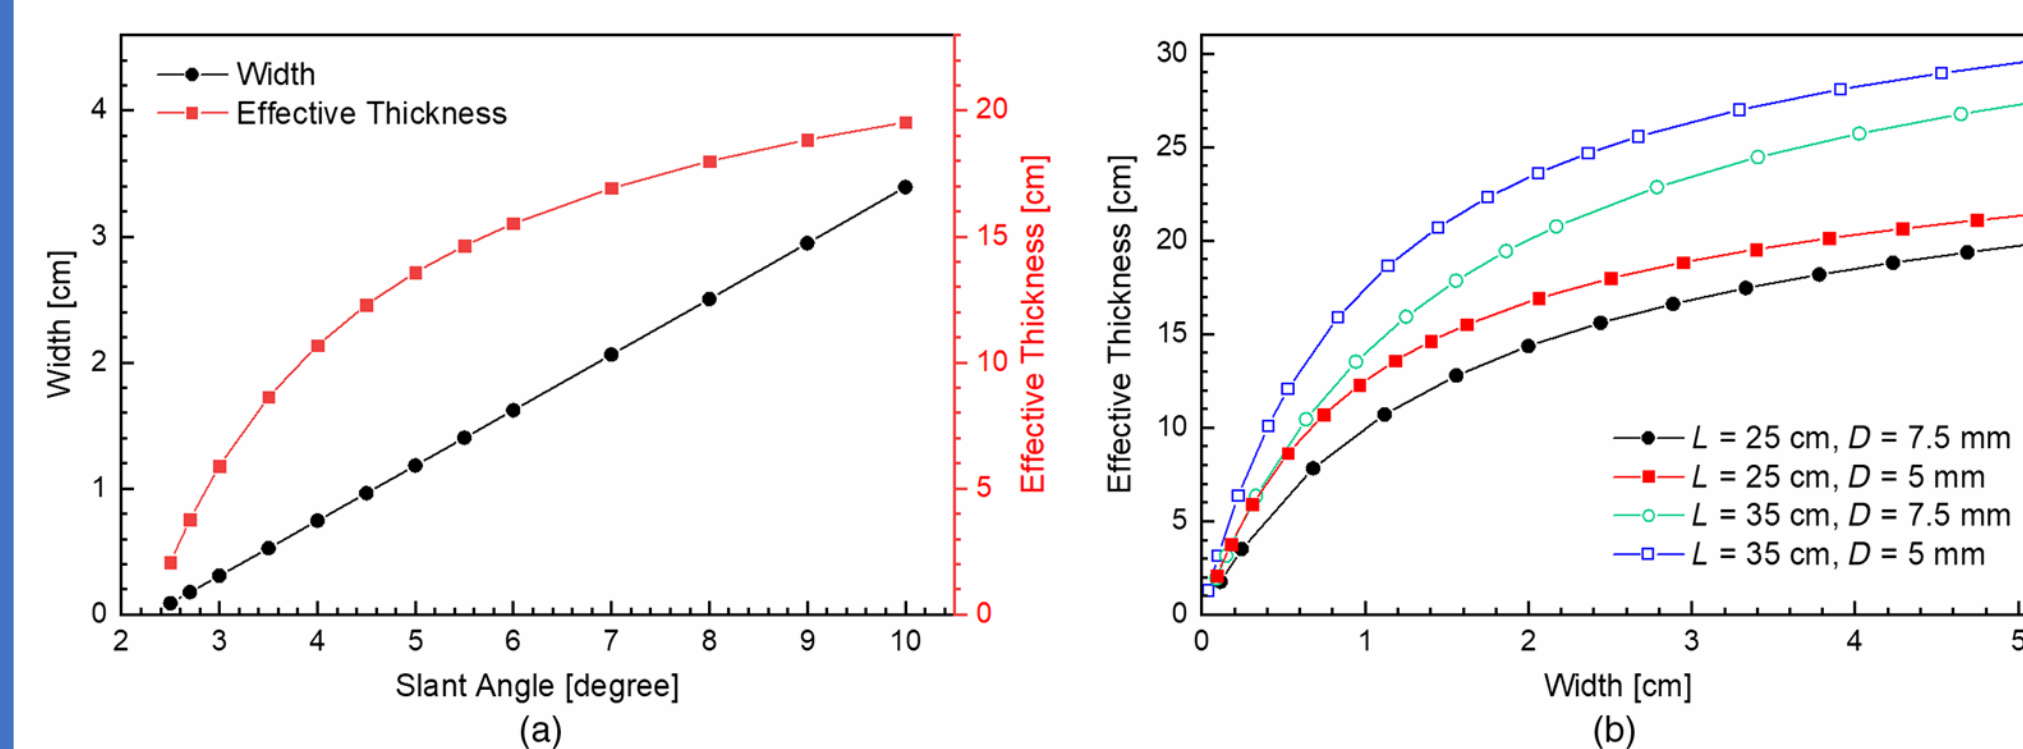 Width
Effective Thickness
4
3
2
1
0
20
15
10
5
0
2 3 4 5 6 7 8 9 10
Width [cm]
Effective Thickness [cm]
Slant Angle [degree]
(a)
30
25
20
15
10
5
0
L = 25 cm, D = 7.5 mm
L = 25 cm, D = 5 mm
L = 35 cm, D = 7.5 mm
L = 35 cm, D = 5 mm
0 1 2 3 4 5
Effective Thickness [cm]
Width [cm]
(b)